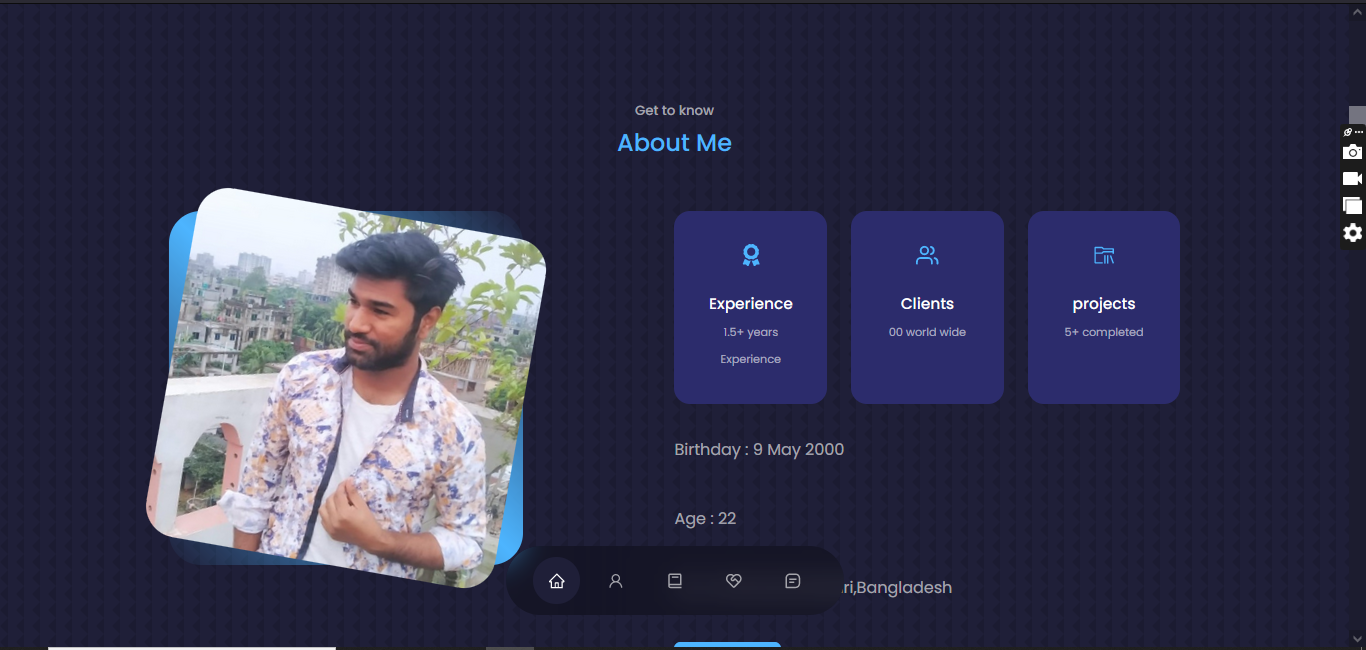 Get to know
About Me
Experience
1.5+ years
Experience
Clients
00 world wide
projects
5+ completed
Birthday : 9 May 2000
Age : 22
ri,Bangladesh